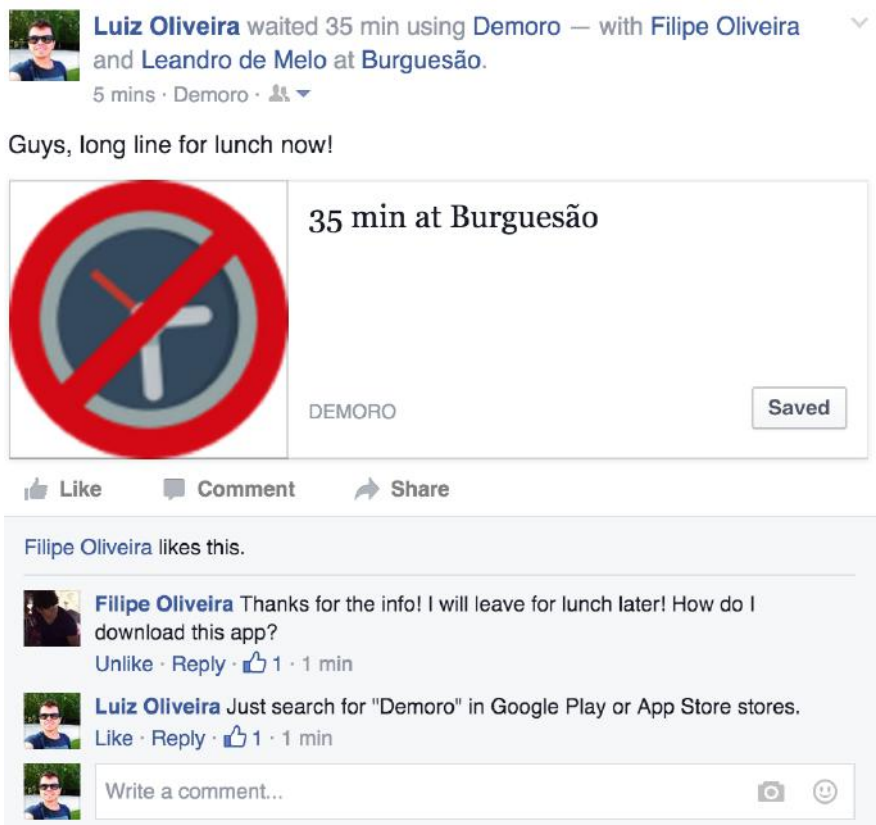 Luiz Oliveira waited 35 min using Demoro — with Filipe Oliveira
and Leandro de Melo at Burguesão.
5 mins · Demoro ·
Guys, long line for lunch now!
35 min at Burguesão
DEMORO
Saved
Like Comment Share
Filipe Oliveira likes this.
Filipe Oliveira Thanks for the info! I will leave for lunch later! How do I
download this app?
Unlike · Reply · 1 · 1 min
Luiz Oliveira Just search for "Demoro" in Google Play or App Store stores.
Like · Reply · 1 · 1 min
Write a comment...